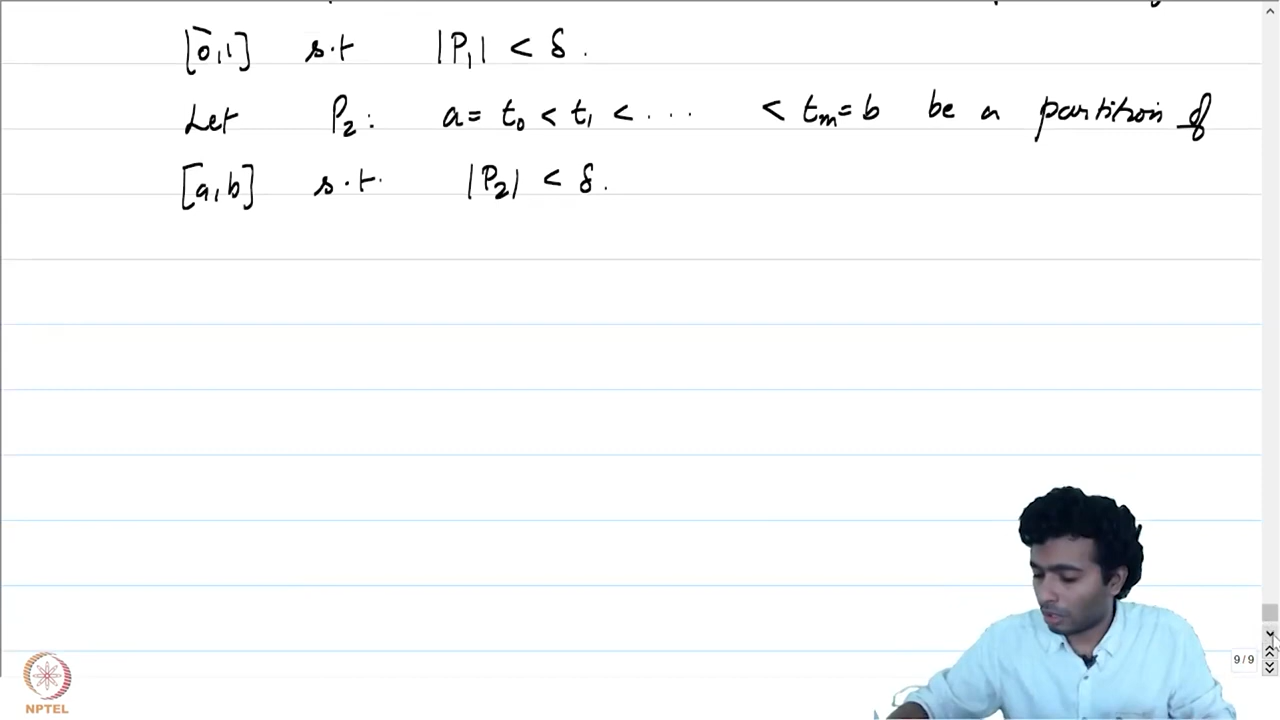 [0,1] s.t |P₁| < δ.
Let P₂: a = t₀ < t₁ < ... < tₘ = b be a partition of
[a,b] s.t. |P₂| < δ.
9 / 9
NPTEL